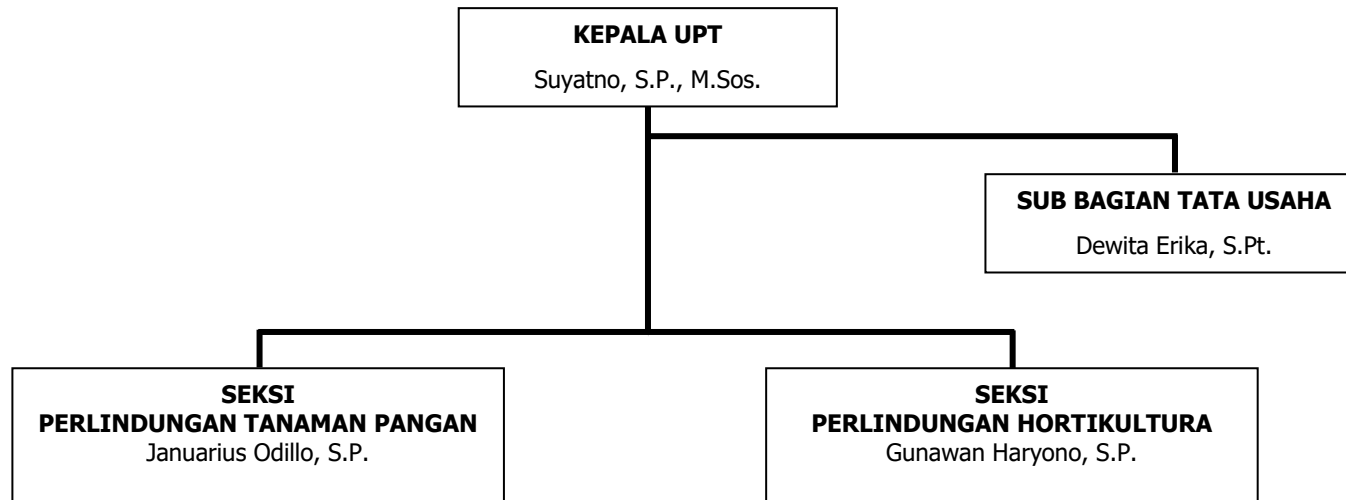 KEPALA UPT
Suyatno, S.P., M.Sos.
SUB BAGIAN TATA USAHA
Dewita Erika, S.Pt.
SEKSI
PERLINDUNGAN TANAMAN PANGAN
Januarius Odillo, S.P.
SEKSI
PERLINDUNGAN HORTIKULTURA
Gunawan Haryono, S.P.